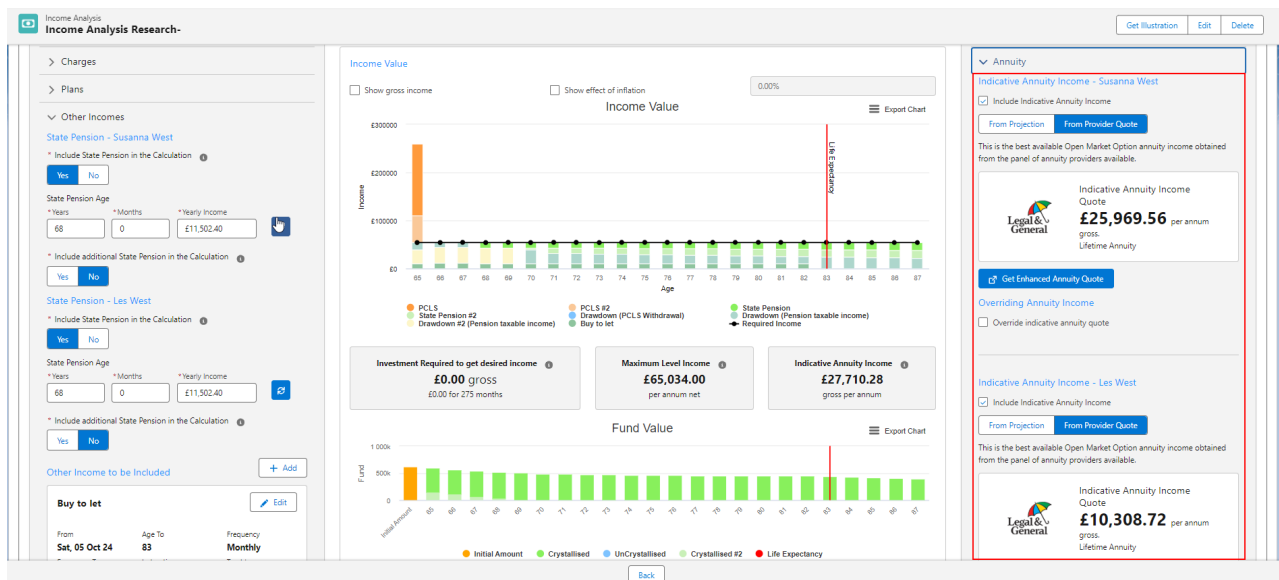 Income Analysis
Income Analysis Research-
Get Illustration
Edit
Delete
Charges
Plans
Other Incomes
State Pension - Susanna West
* Include State Pension in the Calculation
Yes No
State Pension Age
*Years *Months *Yearly Income
68 0 £11,502.40
* Include additional State Pension in the Calculation
Yes No
State Pension - Les West
* Include State Pension in the Calculation
Yes No
State Pension Age
*Years *Months *Yearly Income
68 0 £11,502.40
* Include additional State Pension in the Calculation
Yes No
Other Income to be Included
+ Add
Buy to let
Edit
From Age To Frequency
Sat, 05 Oct 24 83 Monthly
Income Value
Show gross income
Show effect of inflation
0.00%
Income Value
Export Chart
£300000
£200000
£100000
£0
Income
Life Expectancy
65 66 67 68 69 70 71 72 73 74 75 76 77 78 79 80 81 82 83 84 85 86 87
Age
PCLS PCLS #2 State Pension
State Pension #2 Drawdown (PCLS Withdrawal) Drawdown (Pension taxable income)
Drawdown #2 (Pension taxable income) Buy to let Required Income
Investment Required to get desired income
£0.00 gross
£0.00 for 275 months
Maximum Level Income
£65,034.00
per annum net
Indicative Annuity Income
£27,710.28
gross per annum
Fund Value
Export Chart
1 000k
500k
0
Fund
Initial Amount 65 66 67 68 69 70 71 72 73 74 75 76 77 78 79 80 81 82 83 84 85 86 87
Initial Amount Crystallised UnCrystallised Crystallised #2 Life Expectancy
Annuity
Indicative Annuity Income - Susanna West
Include Indicative Annuity Income
From Projection From Provider Quote
This is the best available Open Market Option annuity income obtained
from the panel of annuity providers available.
Legal &
General
Indicative Annuity Income
Quote
£25,969.56 per annum
gross.
Lifetime Annuity
Get Enhanced Annuity Quote
Overriding Annuity Income
Override indicative annuity quote
Indicative Annuity Income - Les West
Include Indicative Annuity Income
From Projection From Provider Quote
This is the best available Open Market Option annuity income obtained
from the panel of annuity providers available.
Legal &
General
Indicative Annuity Income
Quote
£10,308.72 per annum
gross.
Lifetime Annuity
Back